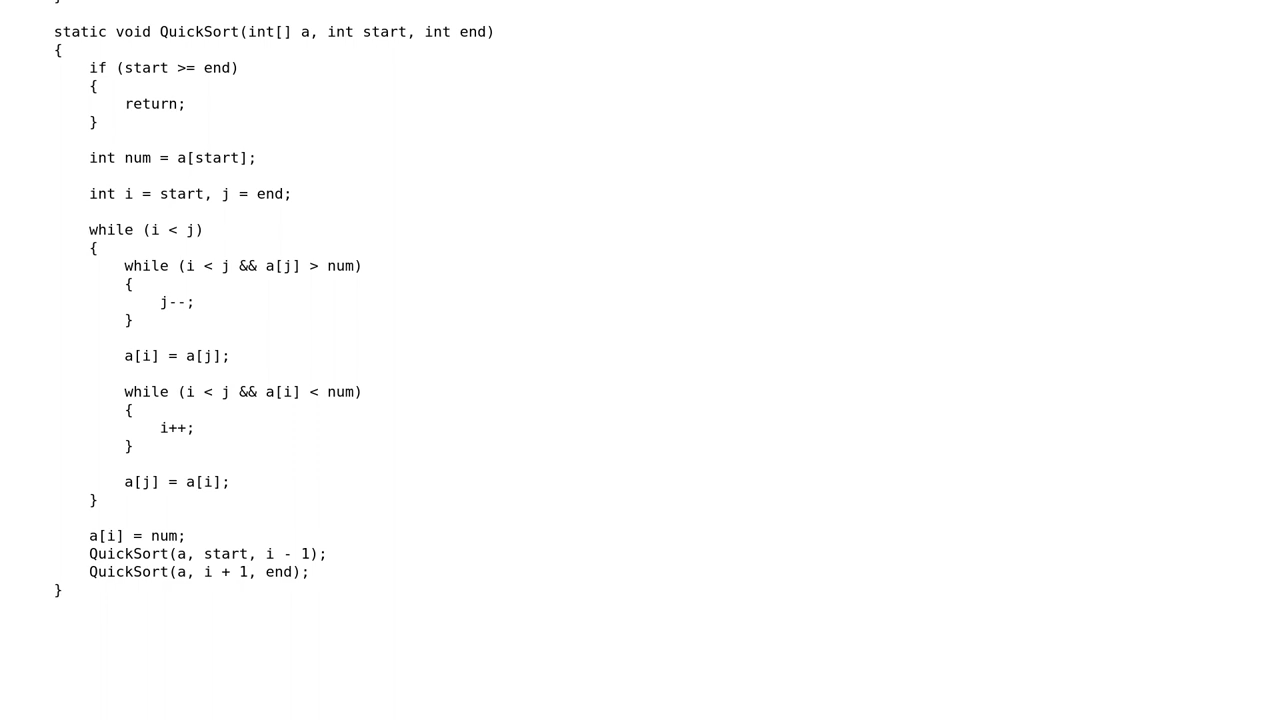 }
static void QuickSort(int[] a, int start, int end)
{
    if (start >= end)
    {
        return;
    }

    int num = a[start];

    int i = start, j = end;

    while (i < j)
    {
        while (i < j && a[j] > num)
        {
            j--;
        }

        a[i] = a[j];

        while (i < j && a[i] < num)
        {
            i++;
        }

        a[j] = a[i];
    }

    a[i] = num;
    QuickSort(a, start, i - 1);
    QuickSort(a, i + 1, end);
}